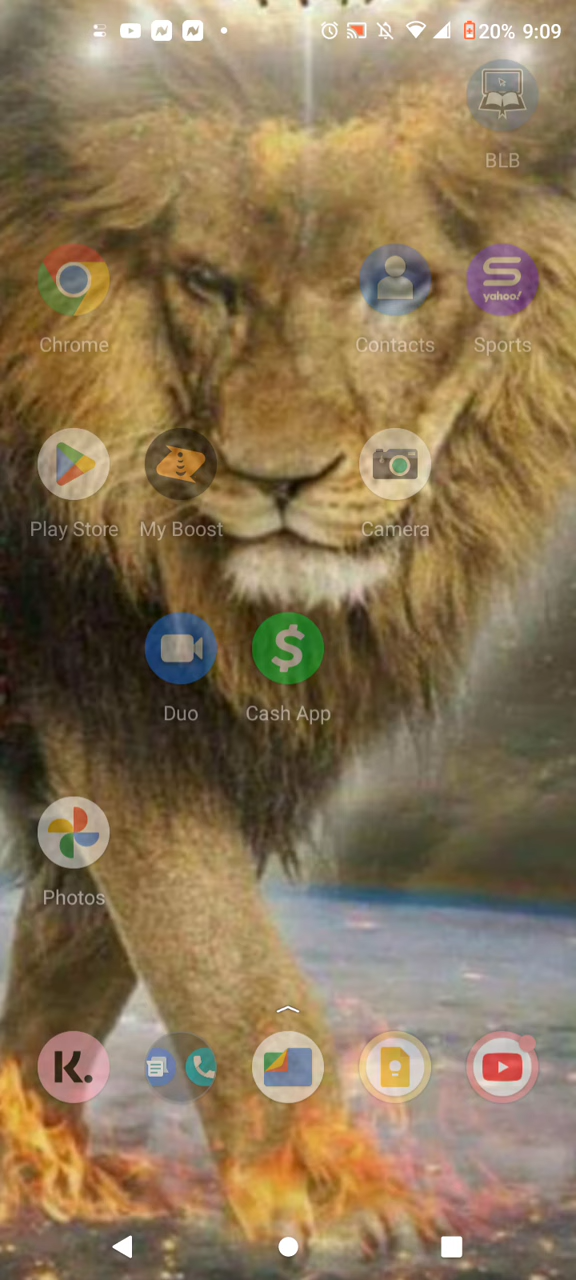 20% 9:09
BLB
Chrome
Contacts
S
yahoo!
Sports
Play Store
My Boost
Camera
Duo
$
Cash App
Photos
K.